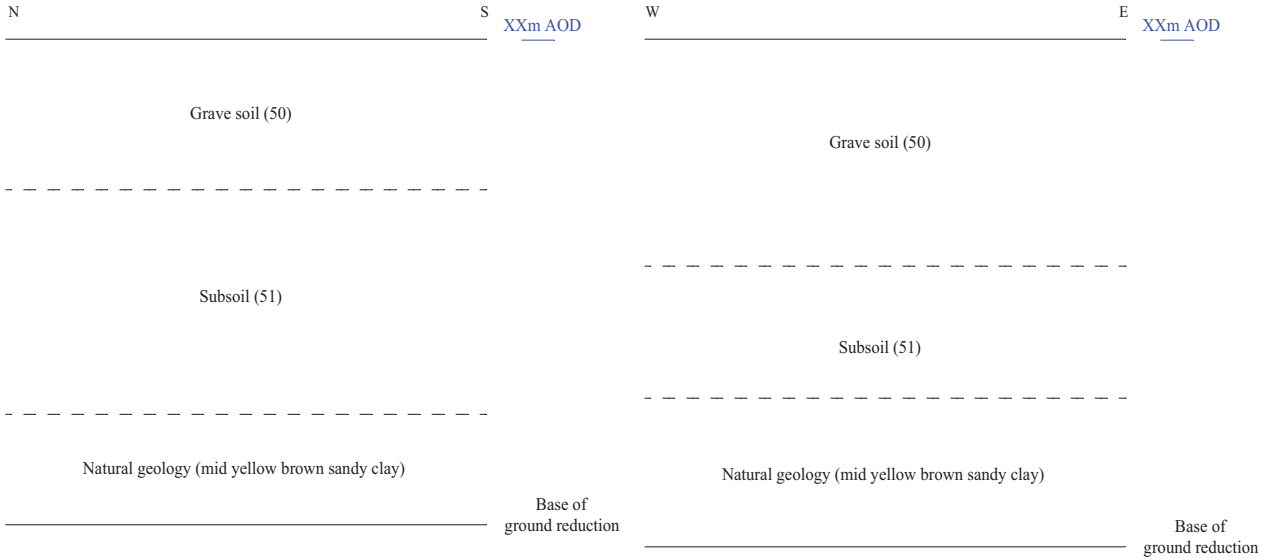 N
S
XXm AOD
Grave soil (50)
Subsoil (51)
Natural geology (mid yellow brown sandy clay)
Base of
ground reduction
W
E
XXm AOD
Grave soil (50)
Subsoil (51)
Natural geology (mid yellow brown sandy clay)
Base of
ground reduction